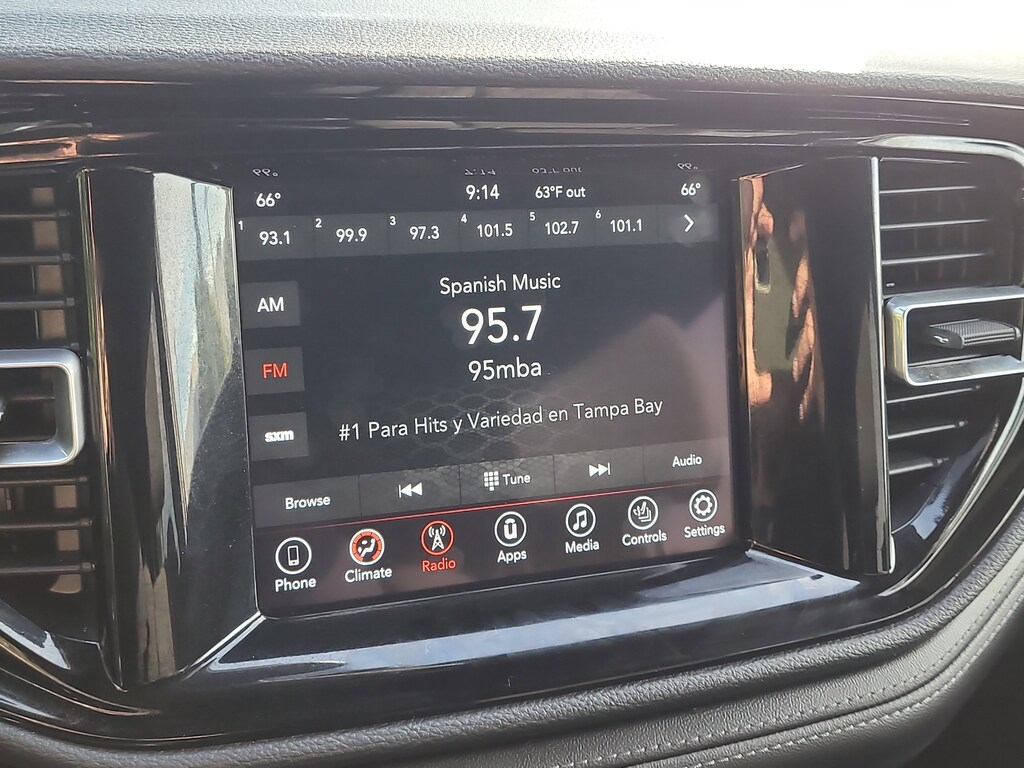 66° 9:14 63°F out 66°
1 93.1 2 99.9 3 97.3 4 101.5 5 102.7 6 101.1
Spanish Music
AM
95.7
FM
95mba
#1 Para Hits y Variedad en Tampa Bay
sxm
Browse Tune Audio
Phone Climate Radio Apps Media Controls Settings